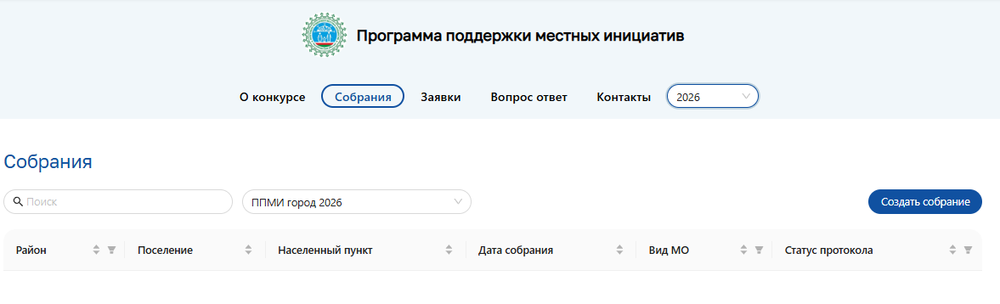 Программа поддержки местных инициатив
О конкурсе Собрания Заявки Вопрос ответ Контакты 2026
Собрания
Поиск ППМИ город 2026 Создать собрание
Район Поселение Населенный пункт Дата собрания Вид МО Статус протокола